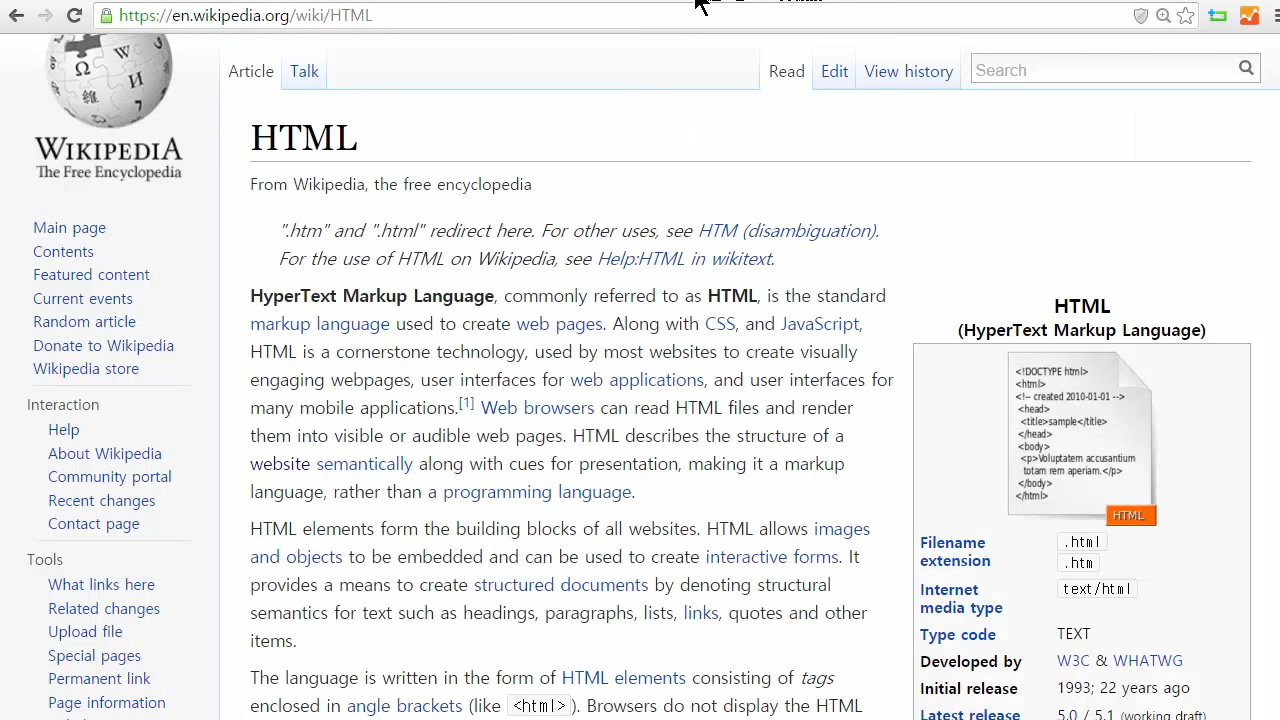 https://en.wikipedia.org/wiki/HTML
WIKIPEDIA
The Free Encyclopedia
Article Talk Read Edit View history Search
Main page
Contents
Featured content
Current events
Random article
Donate to Wikipedia
Wikipedia store
Interaction
Help
About Wikipedia
Community portal
Recent changes
Contact page
Tools
What links here
Related changes
Upload file
Special pages
Permanent link
Page information
HTML
From Wikipedia, the free encyclopedia
".htm" and ".html" redirect here. For other uses, see HTM (disambiguation).
For the use of HTML on Wikipedia, see Help:HTML in wikitext.
HyperText Markup Language, commonly referred to as HTML, is the standard
markup language used to create web pages. Along with CSS, and JavaScript,
HTML is a cornerstone technology, used by most websites to create visually
engaging webpages, user interfaces for web applications, and user interfaces for
many mobile applications.[1] Web browsers can read HTML files and render
them into visible or audible web pages. HTML describes the structure of a
website semantically along with cues for presentation, making it a markup
language, rather than a programming language.
HTML elements form the building blocks of all websites. HTML allows images
and objects to be embedded and can be used to create interactive forms. It
provides a means to create structured documents by denoting structural
semantics for text such as headings, paragraphs, lists, links, quotes and other
items.
The language is written in the form of HTML elements consisting of tags
enclosed in angle brackets (like <html>). Browsers do not display the HTML
HTML
(HyperText Markup Language)
<!DOCTYPE html>
<html>
<!-- created 2010-01-01 -->
<head>
<title>sample</title>
</head>
<body>
<p>Voluptatem accusantium
totam rem aperiam.</p>
</body>
</html>
HTML
Filename extension .html
.htm
Internet media type text/html
Type code TEXT
Developed by W3C & WHATWG
Initial release 1993; 22 years ago
Latest release 5.0 / 5.1 (working draft)